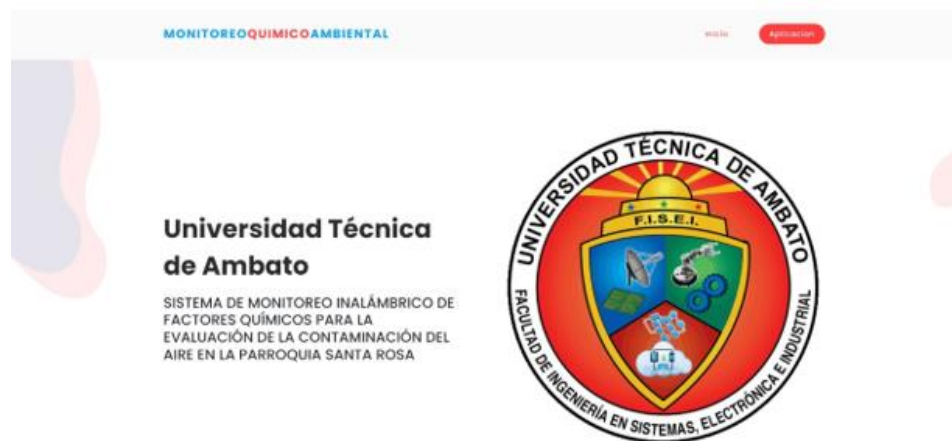 MONITOREOQUIMICOAMBIENTAL
Inicio
Aplicacion
Universidad Técnica
de Ambato
SISTEMA DE MONITOREO INALÁMBRICO DE
FACTORES QUÍMICOS PARA LA
EVALUACIÓN DE LA CONTAMINACIÓN DEL
AIRE EN LA PARROQUIA SANTA ROSA
UNIVERSIDAD TÉCNICA DE AMBATO
F.I.S.E.I.
FACULTAD DE INGENIERÍA EN SISTEMAS, ELECTRÓNICA E INDUSTRIAL